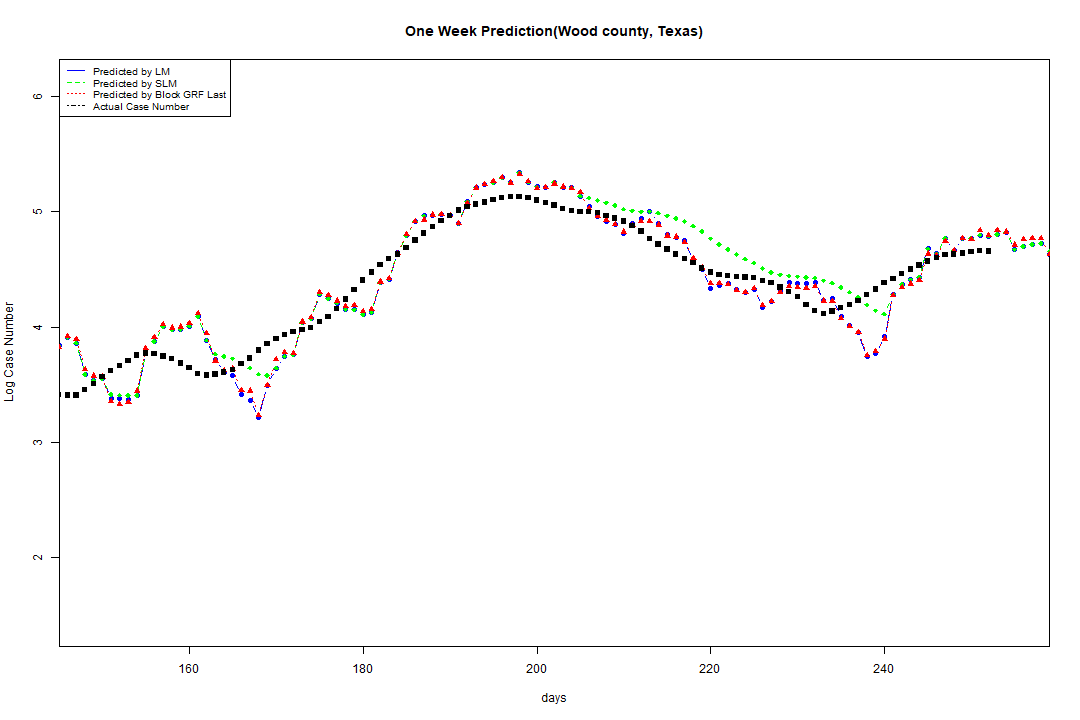 One Week Prediction(Wood county, Texas)
Predicted by LM
Predicted by SLM
Predicted by Block GRF Last
Actual Case Number
6
5
4
3
2
Log Case Number
160 180 200 220 240
days